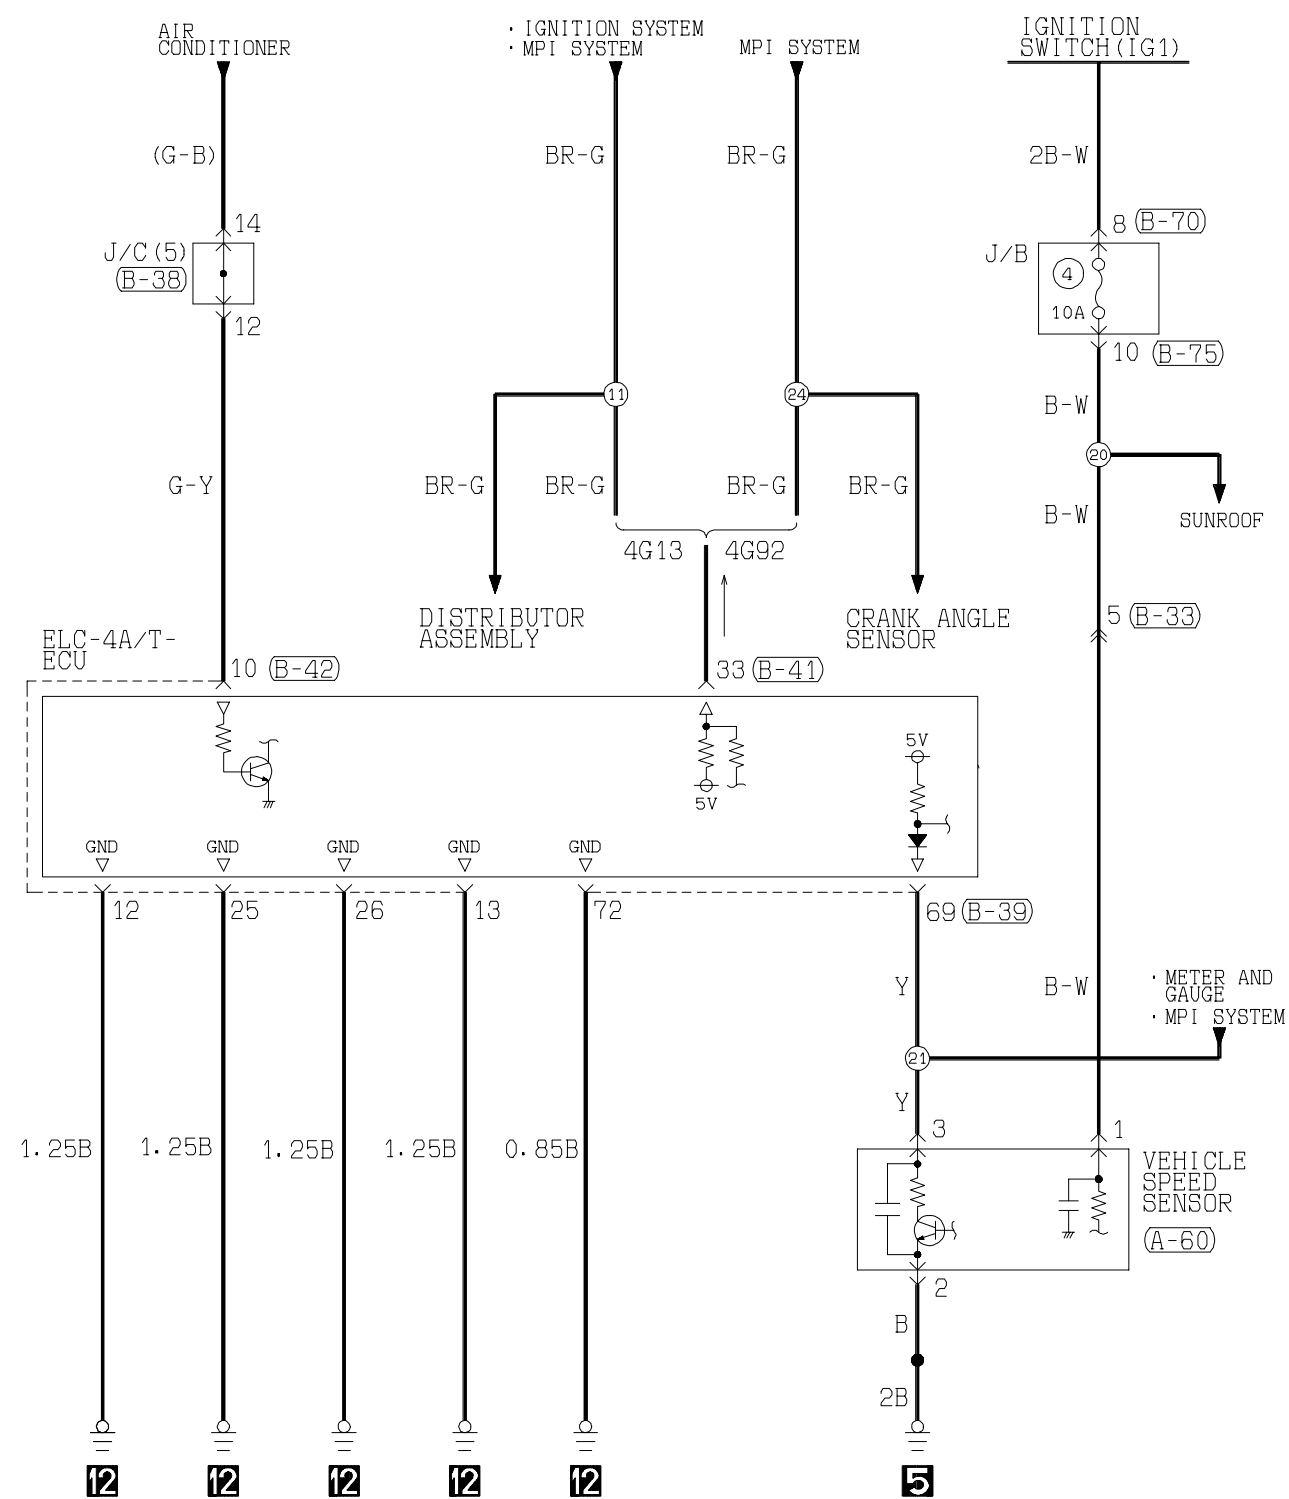 AIR
CONDITIONER
· IGNITION SYSTEM
· MPI SYSTEM
MPI SYSTEM
IGNITION
SWITCH(IG1)
(G-B)
BR-G
BR-G
2B-W
14
8 (B-70)
J/C(5)
(B-38)
J/B
4
10A
12
10 (B-75)
11
24
B-W
20
G-Y
BR-G
BR-G
BR-G
BR-G
B-W
SUNROOF
4G13
4G92
DISTRIBUTOR
ASSEMBLY
CRANK ANGLE
SENSOR
5 (B-33)
ELC-4A/T-
ECU
10 (B-42)
33 (B-41)
5V
5V
GND
GND
GND
GND
GND
12
25
26
13
72
69 (B-39)
Y
B-W
· METER AND
GAUGE
· MPI SYSTEM
21
Y
3
1
1.25B
1.25B
1.25B
1.25B
0.85B
VEHICLE
SPEED
SENSOR
(A-60)
2
B
2B
12
12
12
12
12
5